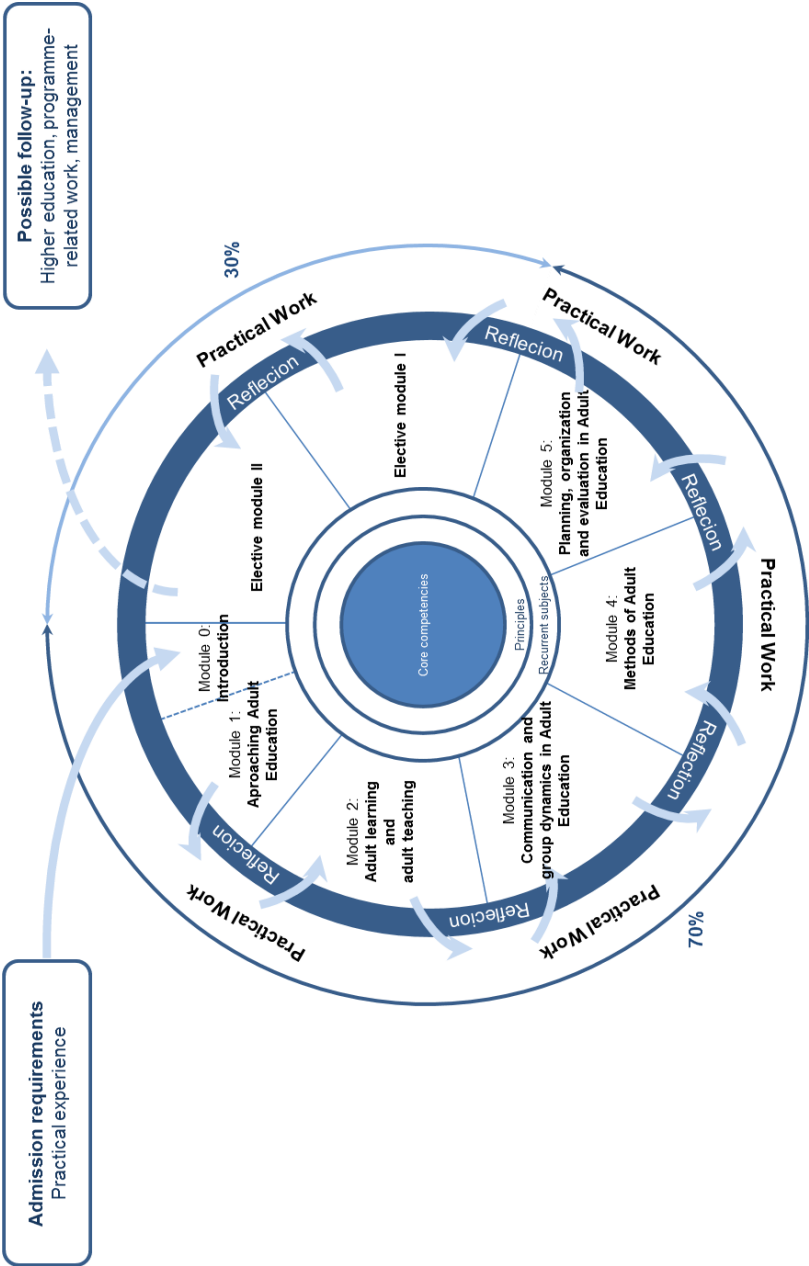 Admission requirements
Practical experience
Possible follow-up:
Higher education, programme-
related work, management
Module 0:
Introduction
Module 1:
Aproaching Adult
Education
Module 2:
Adult learning
and
adult teaching
Module 3:
Communication and
group dynamics in Adult
Education
Module 4:
Methods of Adult
Education
Module 5:
Planning, organization
and evaluation in Adult
Education
Elective module I
Elective module II
Core competencies
Principles
Recurrent subjects
Reflecion
Reflecion
Reflection
Reflecion
Reflecion
Reflecion
Practical Work
Practical Work
Practical Work
Practical Work
Practical Work
70%
30%